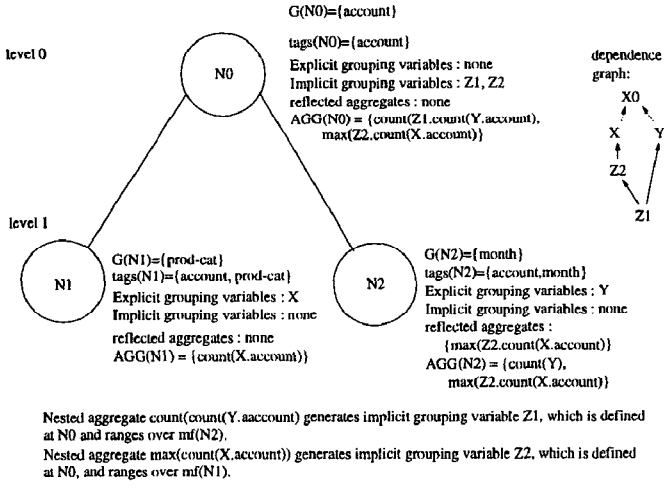 G(N0)={account}
level 0
tags(N0)={account}
N0
Explicit grouping variables : none
Implicit grouping variables : Z1, Z2
reflected aggregates : none
AGG(N0) = {count(Z1.count(Y.account),
max(Z2.count(X.account)}
dependence
graph:
X0
X
Y
Z2
Z1
level 1
N1
G(N1)={prod-cat}
tags(N1)={account, prod-cat}
Explicit grouping variables : X
Implicit grouping variables : none
reflected aggregates : none
AGG(N1) = {count(X.account)}
N2
G(N2)={month}
tags(N2)={account,month}
Explicit grouping variables : Y
Implicit grouping variables : none
reflected aggregates :
{max(Z2.count(X.account)}
AGG(N2) = {count(Y),
max(Z2.count(X.account)}
Nested aggregate count(count(Y.aaccount) generates implicit grouping variable Z1, which is defined
at N0 and ranges over mf(N2).
Nested aggregate max(count(X.account)) generates implicit grouping variable Z2, which is defined
at N0, and ranges over mf(N1).